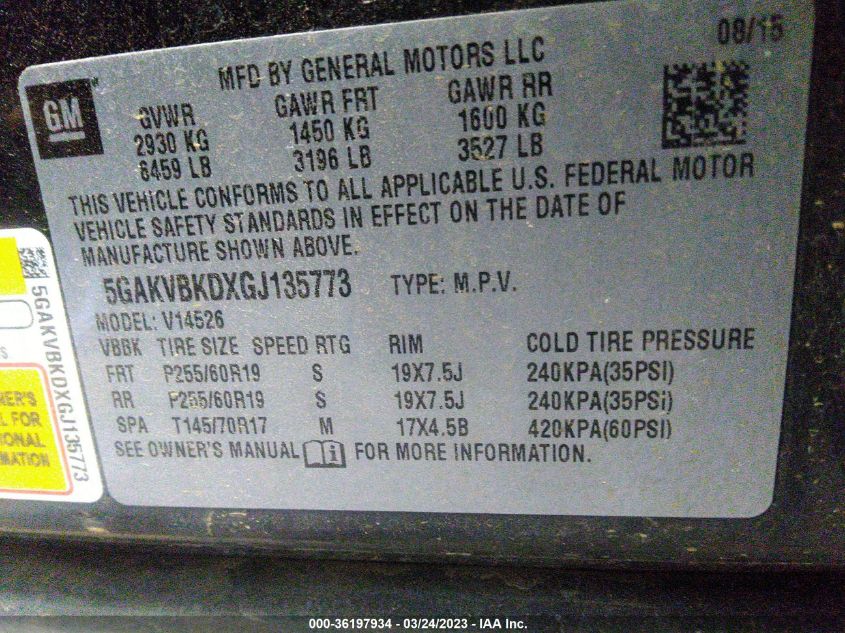 08/15
MFD BY GENERAL MOTORS LLC
GM
GVWR GAWR FRT GAWR RR
2930 KG 1450 KG 1600 KG
6459 LB 3196 LB 3527 LB
THIS VEHICLE CONFORMS TO ALL APPLICABLE U.S. FEDERAL MOTOR
VEHICLE SAFETY STANDARDS IN EFFECT ON THE DATE OF
MANUFACTURE SHOWN ABOVE.
5GAKVBKDXGJ135773 TYPE: M.P.V.
MODEL: V14526
VBBK TIRE SIZE SPEED RTG RIM COLD TIRE PRESSURE
FRT P255/60R19 S 19X7.5J 240KPA(35PSI)
RR P255/60R19 S 19X7.5J 240KPA(35PSi)
SPA T145/70R17 M 17X4.5B 420KPA(60PSI)
SEE OWNER'S MANUAL i FOR MORE INFORMATION.
5GAKVBKDXGJ135773
S
NER'S
L FOR
IONAL
MATION
000-36197934 / 03/24/2023 / IAA Inc.